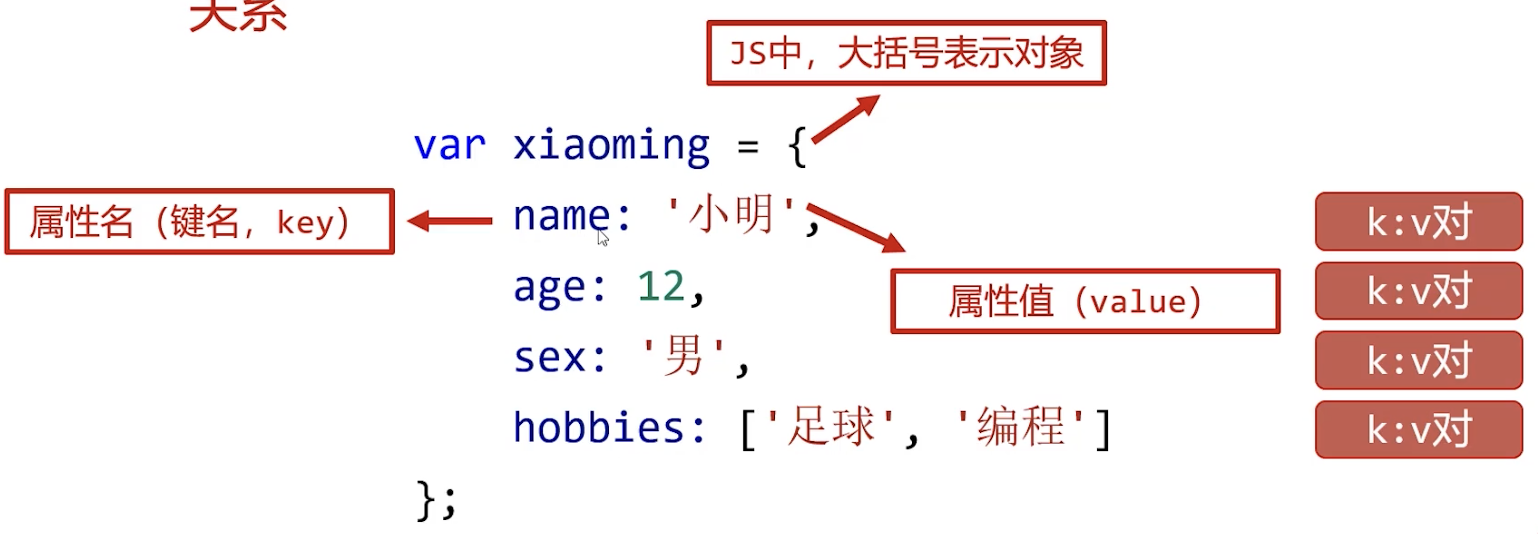 关系
JS中，大括号表示对象
var xiaoming = {
属性名（键名，key）
name: '小明',
k:v对
age: 12,
属性值（value）
k:v对
sex: '男',
k:v对
hobbies: ['足球', '编程']
k:v对
};